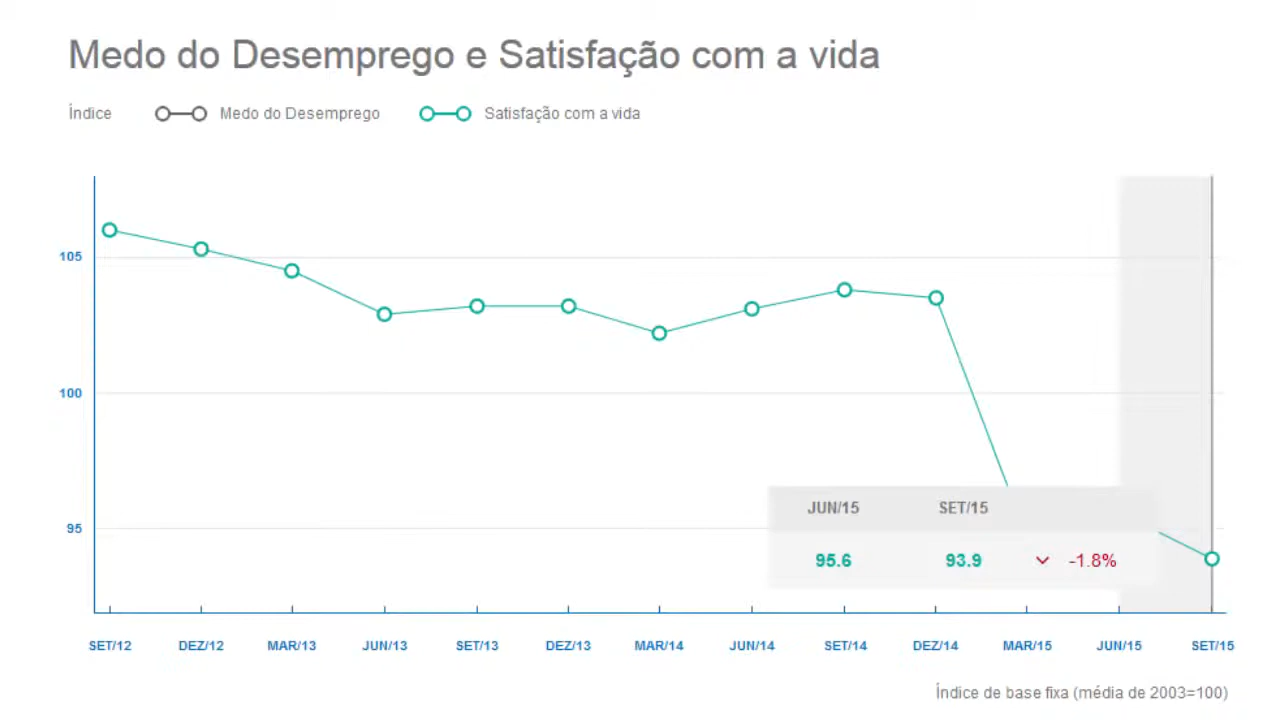 Medo do Desemprego e Satisfação com a vida
Índice Medo do Desemprego Satisfação com a vida
105
100
95
JUN/15 SET/15
95.6 93.9 -1.8%
SET/12 DEZ/12 MAR/13 JUN/13 SET/13 DEZ/13 MAR/14 JUN/14 SET/14 DEZ/14 MAR/15 JUN/15 SET/15
Índice de base fixa (média de 2003=100)